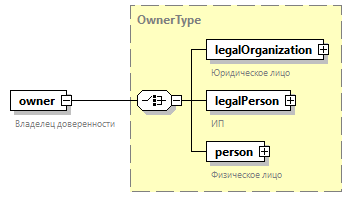 OwnerType
legalOrganization
Юридическое лицо
owner
Владелец доверенности
legalPerson
ИП
person
Физическое лицо